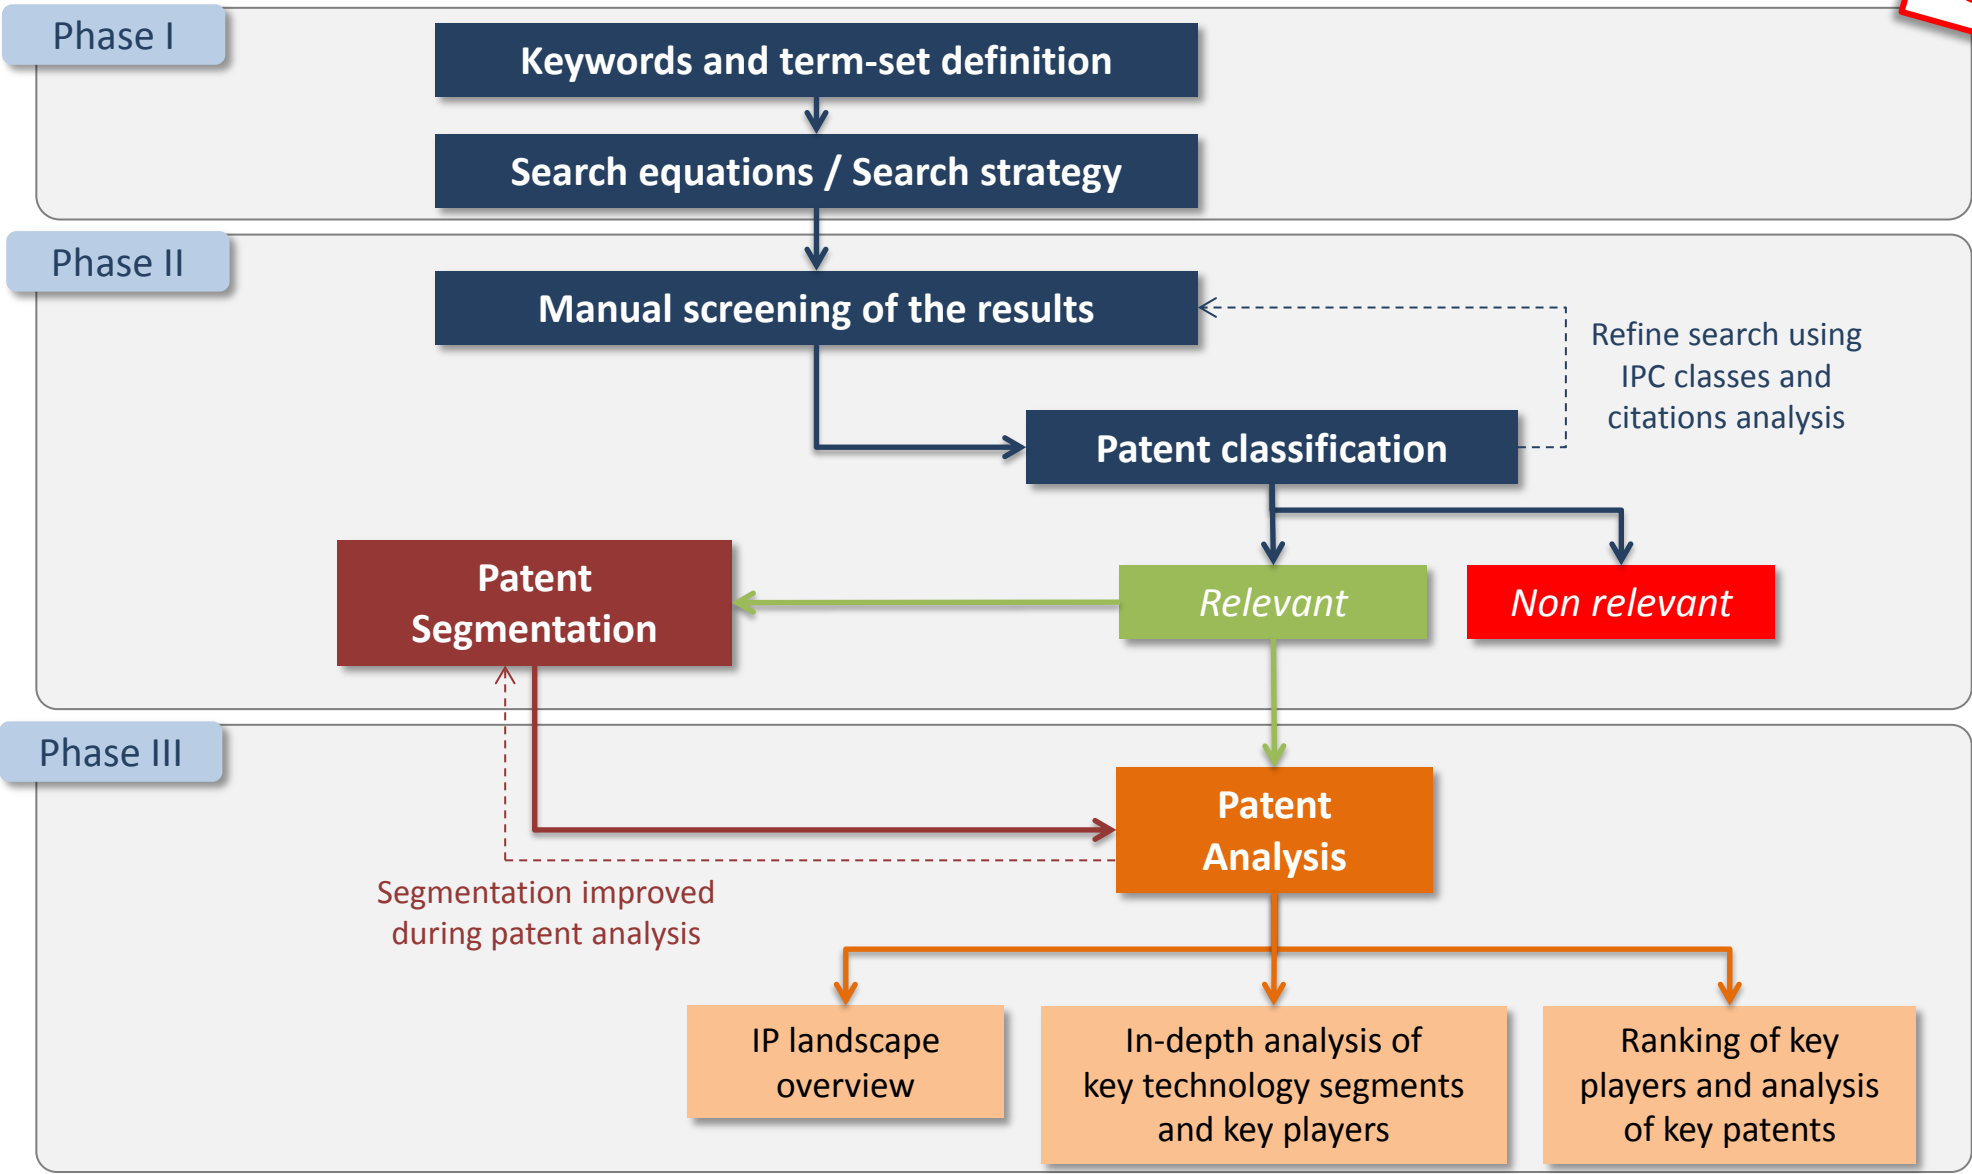 Phase I
Keywords and term-set definition
Search equations / Search strategy
Phase II
Manual screening of the results
Refine search using
IPC classes and
citations analysis
Patent classification
Patent
Segmentation
Relevant
Non relevant
Phase III
Patent
Analysis
Segmentation improved
during patent analysis
IP landscape
overview
In-depth analysis of
key technology segments
and key players
Ranking of key
players and analysis
of key patents